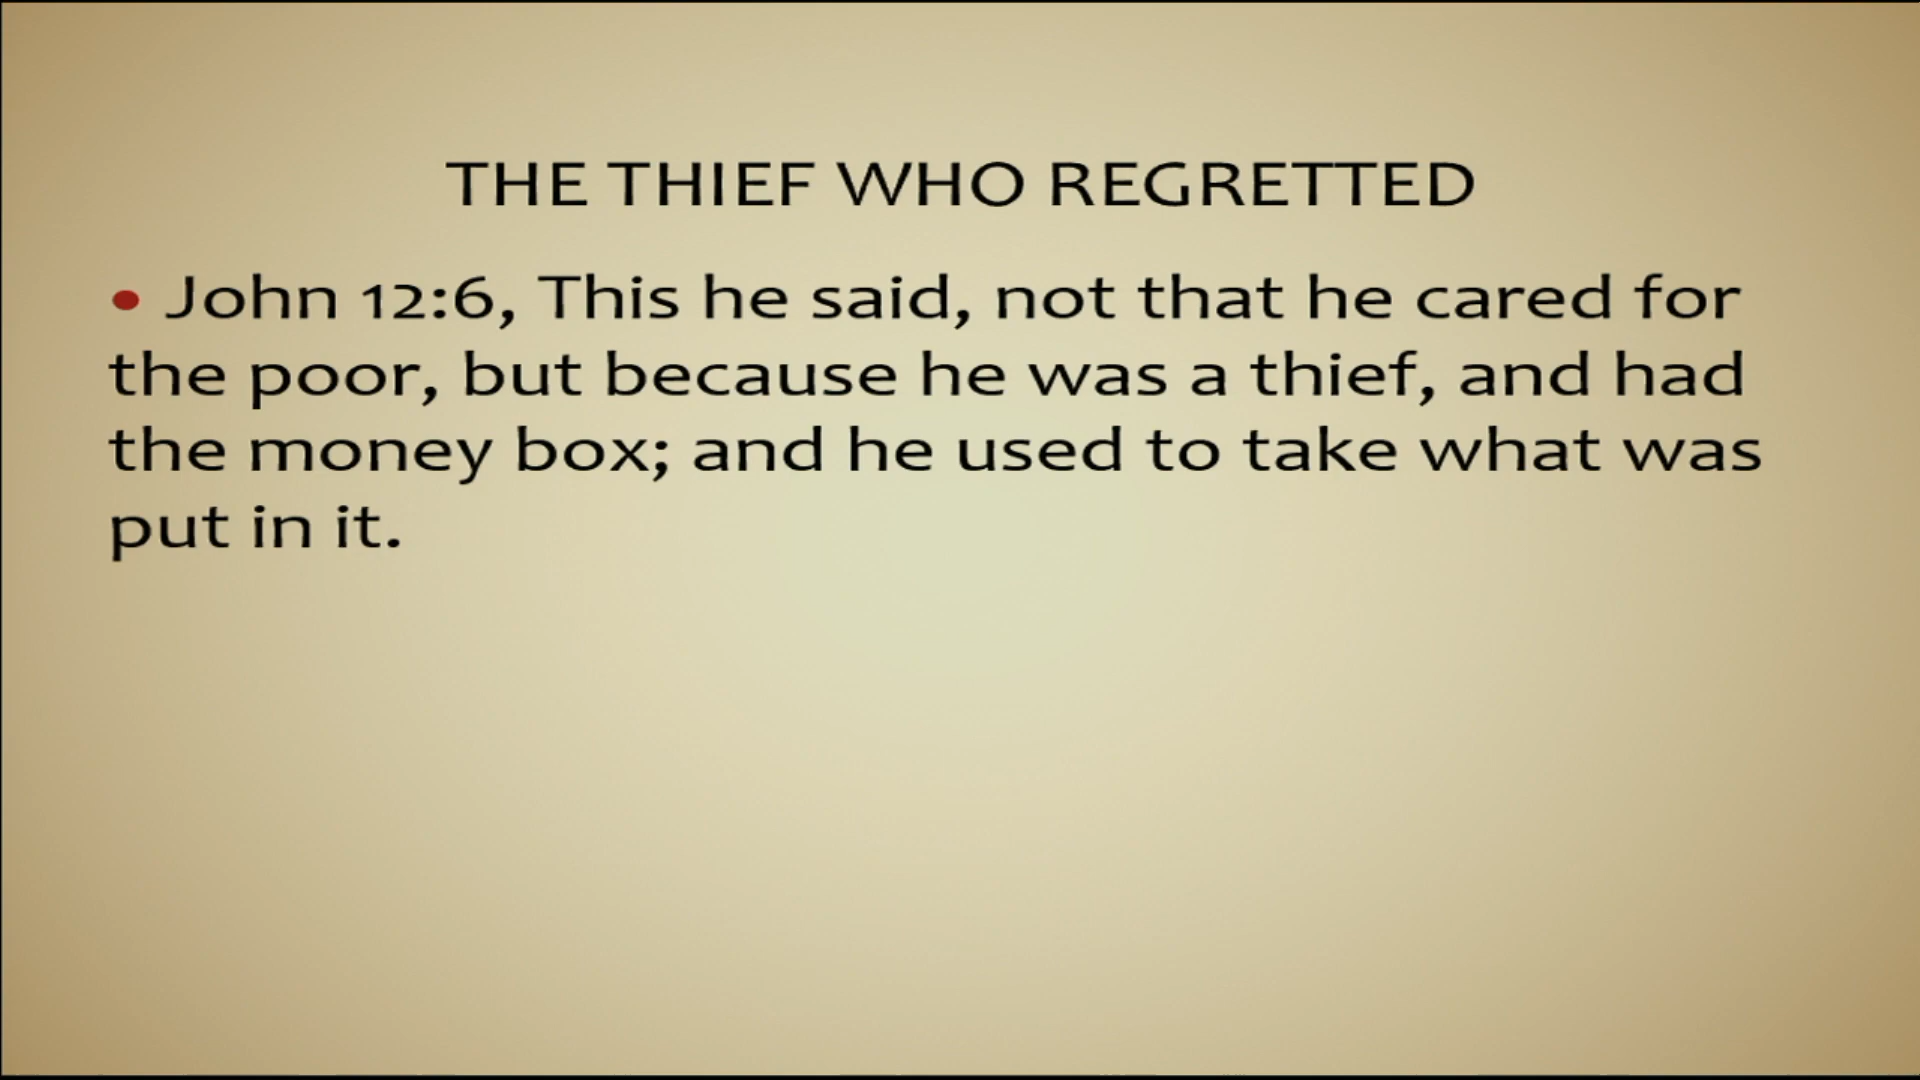 THE THIEF WHO REGRETTED
• John 12:6, This he said, not that he cared for
the poor, but because he was a thief, and had
the money box; and he used to take what was
put in it.